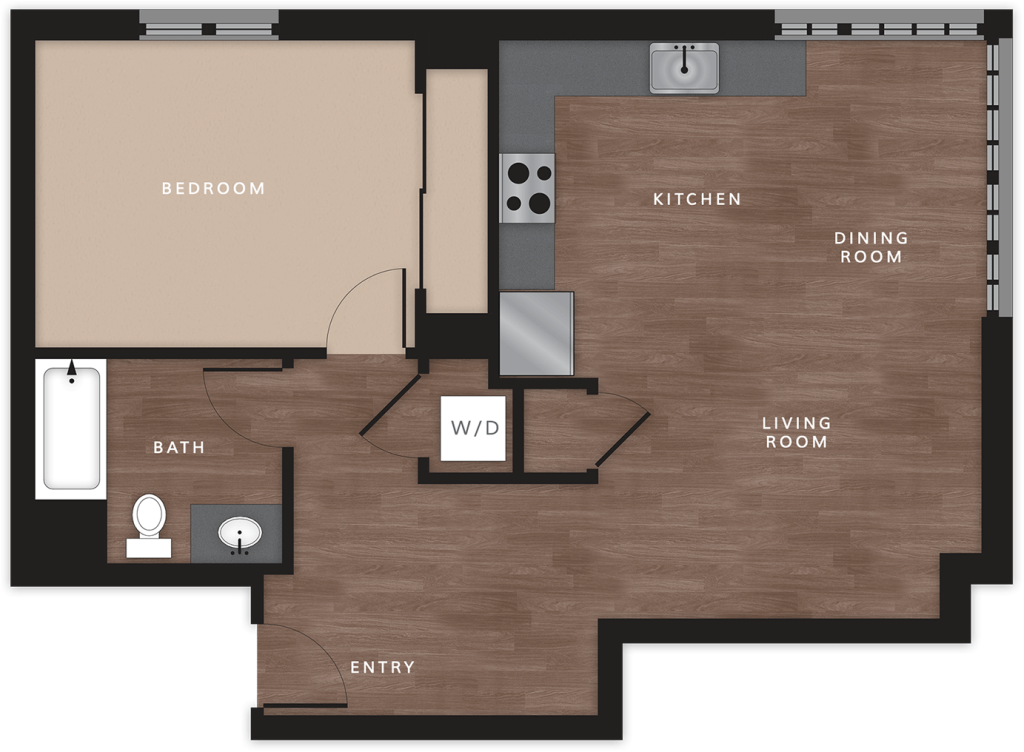 BEDROOM
KITCHEN
DINING
ROOM
W/D
LIVING
ROOM
BATH
ENTRY